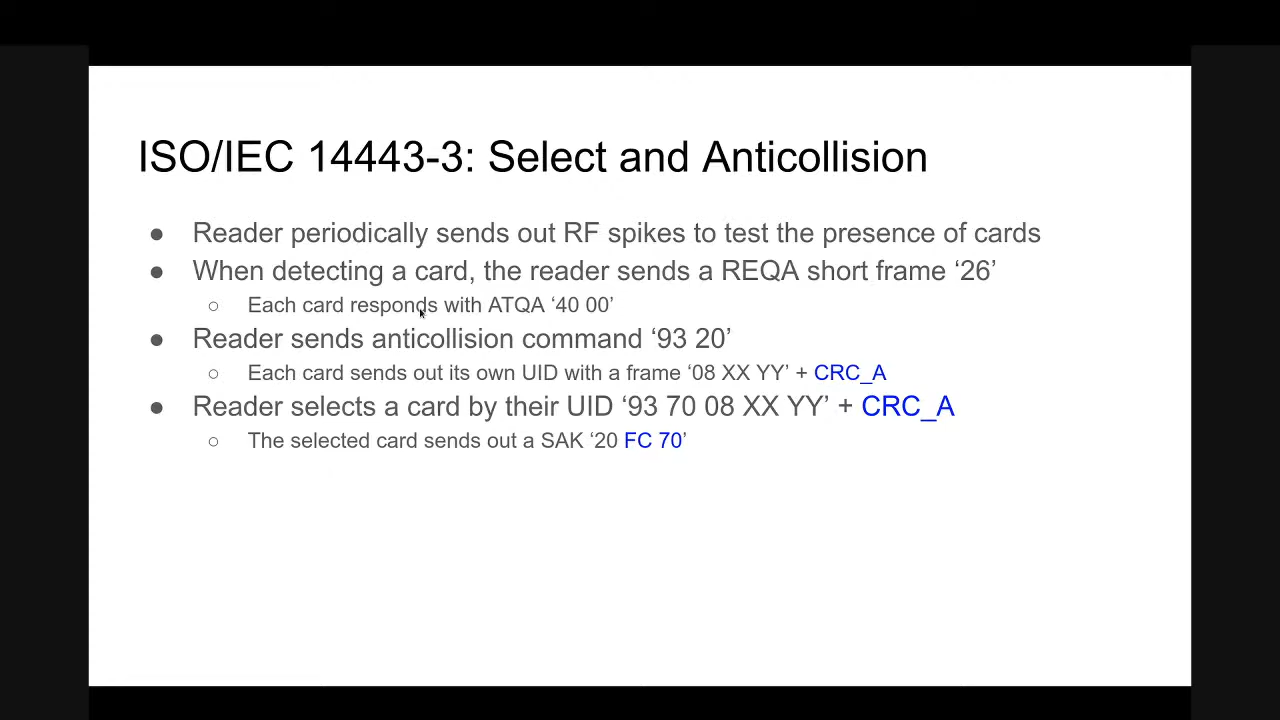 ISO/IEC 14443-3: Select and Anticollision
● Reader periodically sends out RF spikes to test the presence of cards
● When detecting a card, the reader sends a REQA short frame ‘26’
○ Each card responds with ATQA ‘40 00’
● Reader sends anticollision command ‘93 20’
○ Each card sends out its own UID with a frame ‘08 XX YY’ + CRC_A
● Reader selects a card by their UID ‘93 70 08 XX YY’ + CRC_A
○ The selected card sends out a SAK ‘20 FC 70’